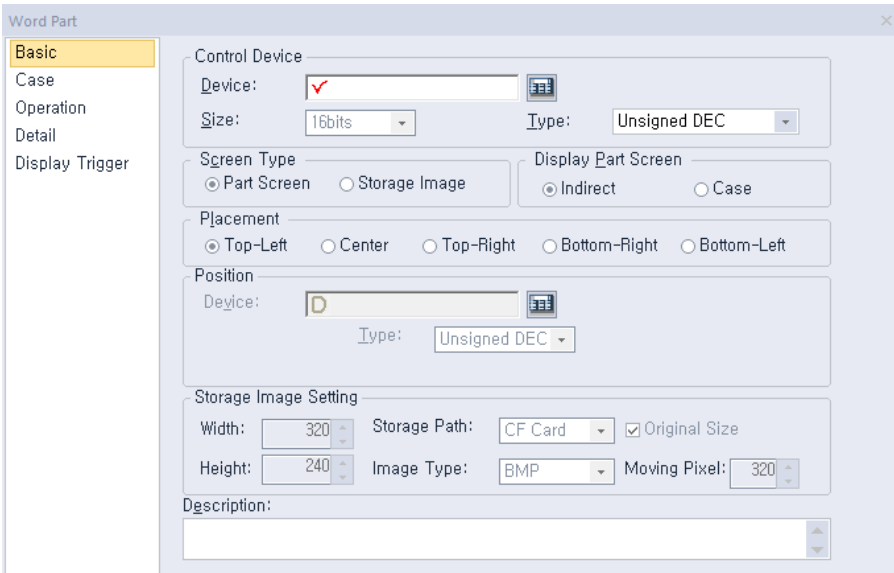 Word Part
Basic
Case
Operation
Detail
Display Trigger
Control Device
Device:
Size: 16bits Type: Unsigned DEC
Screen Type
Part Screen Storage Image
Display Part Screen
Indirect Case
Placement
Top-Left Center Top-Right Bottom-Right Bottom-Left
Position
Device: D
Type: Unsigned DEC
Storage Image Setting
Width: 320 Storage Path: CF Card Original Size
Height: 240 Image Type: BMP Moving Pixel: 320
Description: